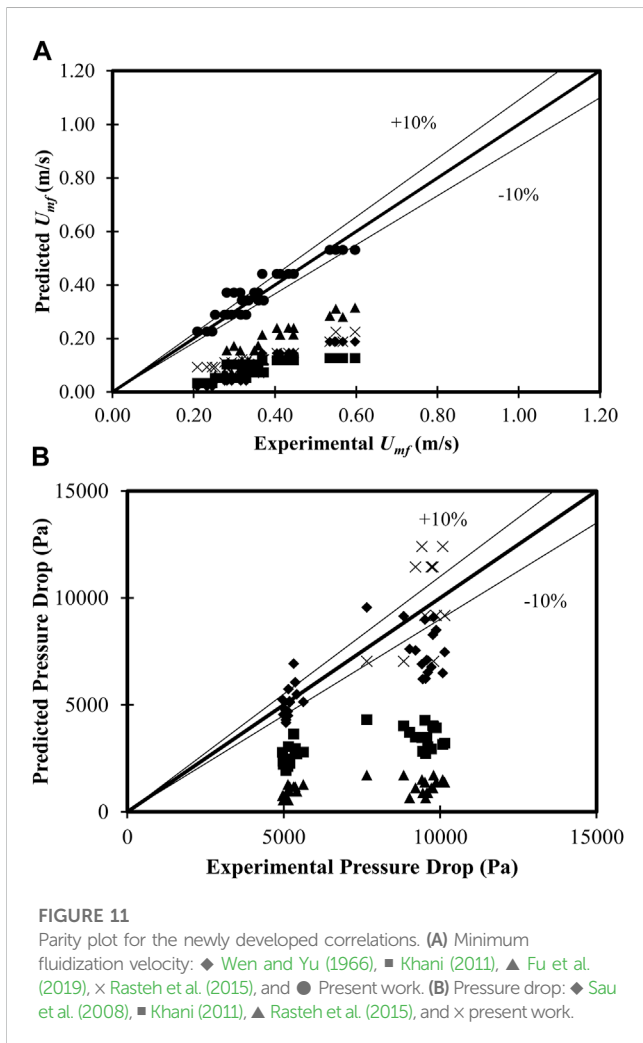 A
1.20
1.00
0.80
0.60
0.40
0.20
0.00
Predicted Umf (m/s)
+10%
-10%
0.00 0.20 0.40 0.60 0.80 1.00 1.20
Experimental Umf (m/s)
B
15000
10000
5000
0
Predicted Pressure Drop (Pa)
+10%
-10%
0 5000 10000 15000
Experimental Pressure Drop (Pa)
FIGURE 11
Parity plot for the newly developed correlations. (A) Minimum
fluidization velocity: ◆ Wen and Yu (1966), ■ Khani (2011), ▲ Fu et al.
(2019), × Rasteh et al. (2015), and ● Present work. (B) Pressure drop: ◆ Sau
et al. (2008), ■ Khani (2011), ▲ Rasteh et al. (2015), and × present work.